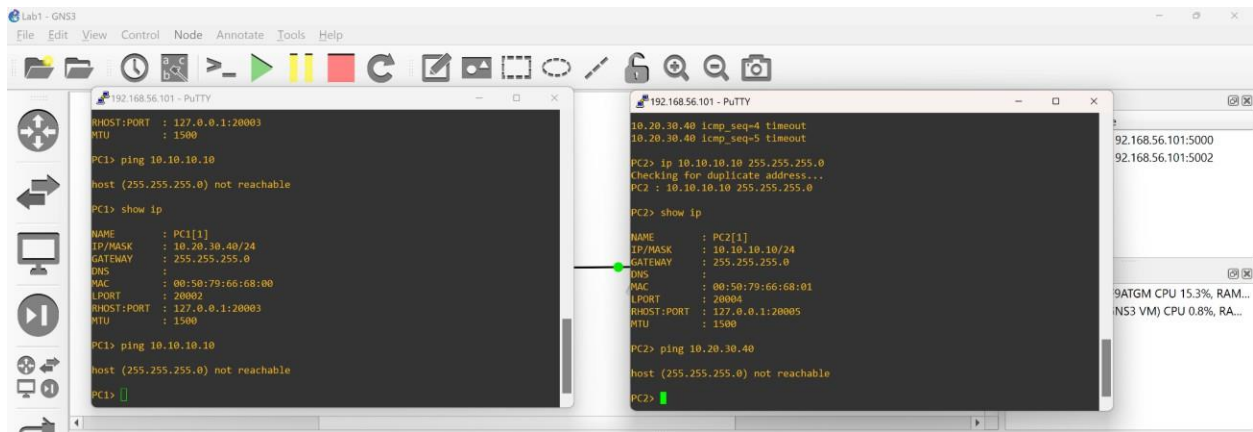 Lab1 - GNS3
File Edit View Control Node Annotate Tools Help
192.168.56.101 - PuTTY
RHOST:PORT : 127.0.0.1:20003
MTU : 1500
PC1> ping 10.10.10.10
host (255.255.255.0) not reachable
PC1> show ip
NAME : PC1[1]
IP/MASK : 10.20.30.40/24
GATEWAY : 255.255.255.0
DNS :
MAC : 00:50:79:66:68:00
LPORT : 20002
RHOST:PORT : 127.0.0.1:20003
MTU : 1500
PC1> ping 10.10.10.10
host (255.255.255.0) not reachable
PC1>
192.168.56.101 - PuTTY
10.20.30.40 icmp_seq=4 timeout
10.20.30.40 icmp_seq=5 timeout
PC2> ip 10.10.10.10 255.255.255.0
Checking for duplicate address...
PC2 : 10.10.10.10 255.255.255.0
PC2> show ip
NAME : PC2[1]
IP/MASK : 10.10.10.10/24
GATEWAY : 255.255.255.0
DNS :
MAC : 00:50:79:66:68:01
LPORT : 20004
RHOST:PORT : 127.0.0.1:20005
MTU : 1500
PC2> ping 10.20.30.40
host (255.255.255.0) not reachable
PC2>
92.168.56.101:5000
92.168.56.101:5002
9ATGM CPU 15.3%, RAM...
NS3 VM) CPU 0.8%, RA...